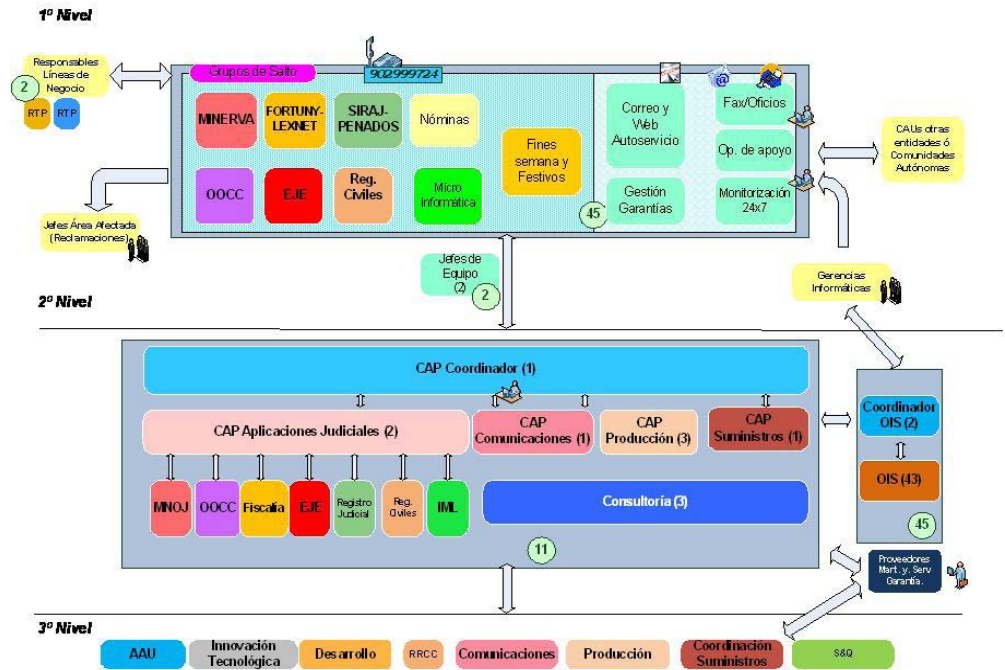 1º Nivel
Responsables
Líneas de
Negocio
2
RTP
RTP
Grupos de Salto
902999724
MINERVA
FORTUNY-
LEXNET
SIRAJ-
PENADOS
Nóminas
OOCC
EJE
Reg.
Civiles
Micro
Informática
Fines
semana y
Festivos
45
Correo y
Web
Autoservicio
Gestión
Garantías
Fax/Oficios
Op. de apoyo
Monitorización
24x7
CAUs otras
entidades ó
Comunidades
Autónomas
Jefes Área Afectada
(Reclamaciones)
Jefes de
Equipo
(2)
2
Gerencias
Informáticas
2º Nivel
CAP Coordinador (1)
CAP Aplicaciones Judiciales (2)
CAP
Comunicaciones (1)
CAP
Producción (3)
CAP
Suministros (1)
MNOJ
OOCC
Fiscalía
EJE
Registro
Judicial
Reg.
Civiles
IML
Consultoría (3)
11
Coordinador
OIS (2)
OIS (43)
45
Proveedores
Mart. y. Serv
Garantía.
3º Nivel
AAU
Innovación
Tecnológica
Desarrollo
RRCC
Comunicaciones
Producción
Coordinación
Suministros
S&Q